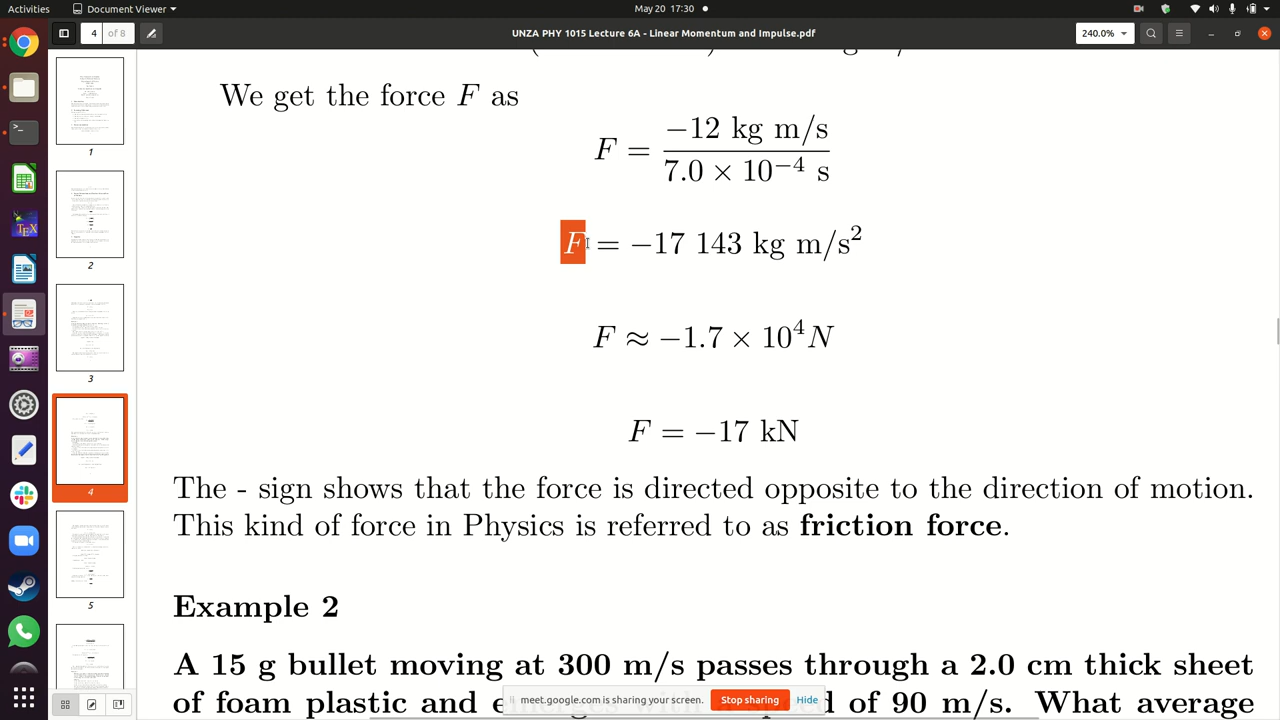 Activities Document Viewer May 20 17:30
4 of 8 UNZA PHY 1015 Lecture 6A - Linear Momentum and Impulse.pdf 240.0%
We get the force F as
F = −12 kg m/s / 7.0 × 10⁻⁴ s
F = −17 143 kg m/s²
F ≈ −1.7 × 10⁴N
F = −17 kN
The - sign shows that the force is directed opposite to the direction of motion.
This kind of force in Physics is referred to as friction force.
Example 2
A 15 g bullet moving at 300 m/s passes through 2.0 cm thick sheet
of foam plastic and of 90 m/s. What average
meet.google.com is sharing your screen. Stop sharing Hide
1
2
3
4
5